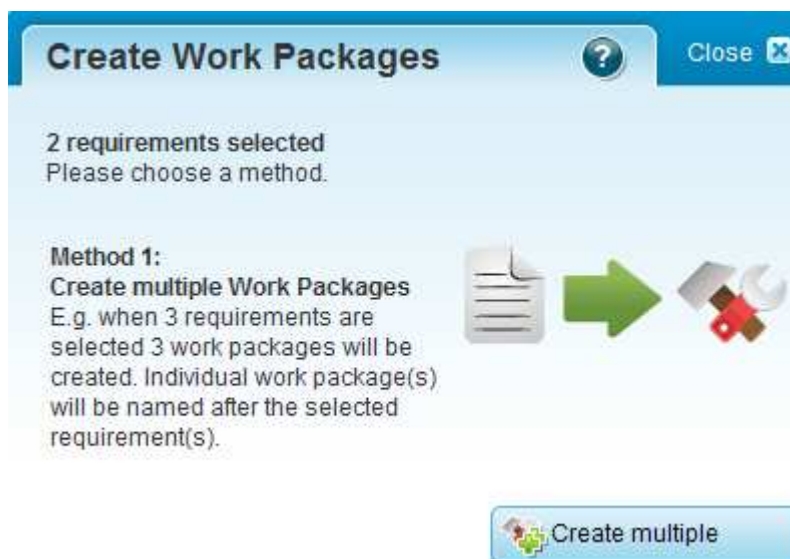 Create Work Packages
?
Close
2 requirements selected
Please choose a method.
Method 1:
Create multiple Work Packages
E.g. when 3 requirements are
selected 3 work packages will be
created. Individual work package(s)
will be named after the selected
requirement(s).
Create multiple